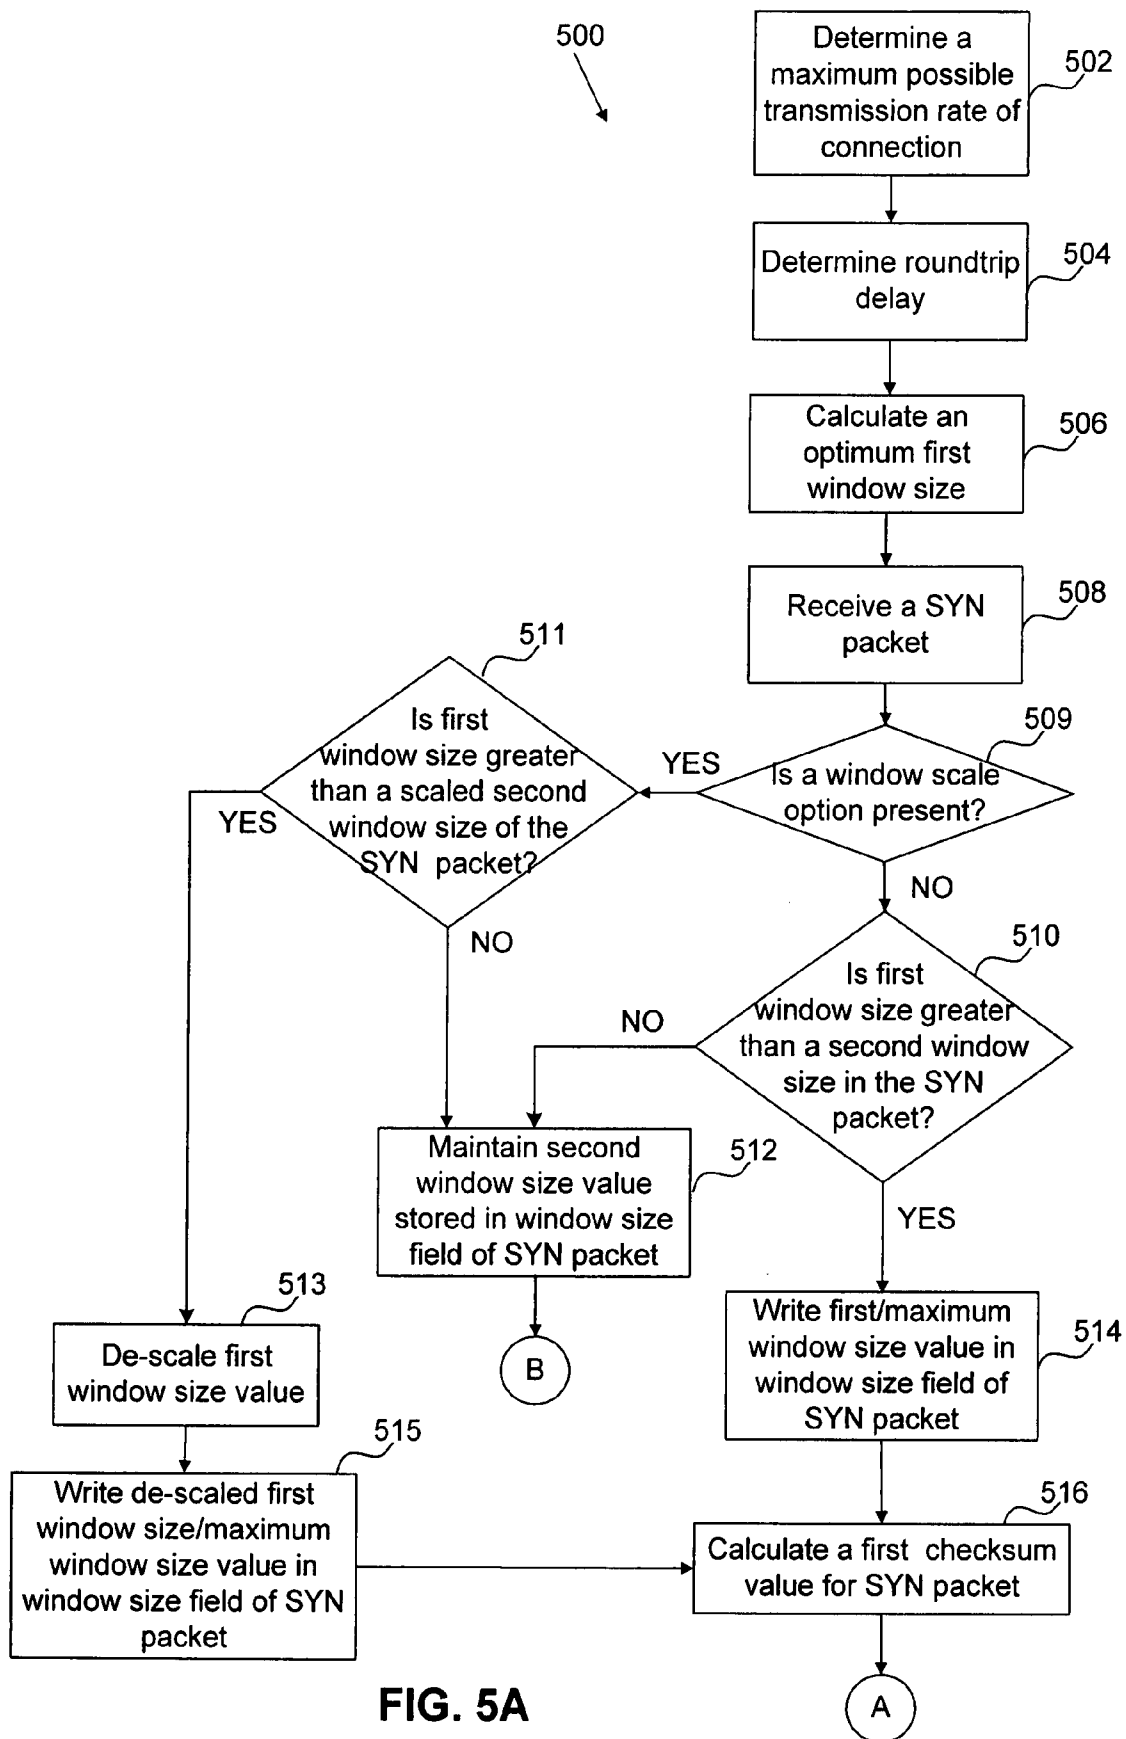 500
Determine a
maximum possible
transmission rate of
connection
502
Determine roundtrip
delay
504
Calculate an
optimum first
window size
506
Receive a SYN
packet
508
Is a window scale
option present?
509
YES
NO
Is first
window size greater
than a scaled second
window size of the
SYN packet?
511
YES
NO
Is first
window size greater
than a second window
size in the SYN
packet?
510
NO
YES
Maintain second
window size value
stored in window size
field of SYN packet
512
B
De-scale first
window size value
513
Write first/maximum
window size value in
window size field of
SYN packet
514
Write de-scaled first
window size/maximum
window size value in
window size field of SYN
packet
515
Calculate a first checksum
value for SYN packet
516
A
FIG. 5A